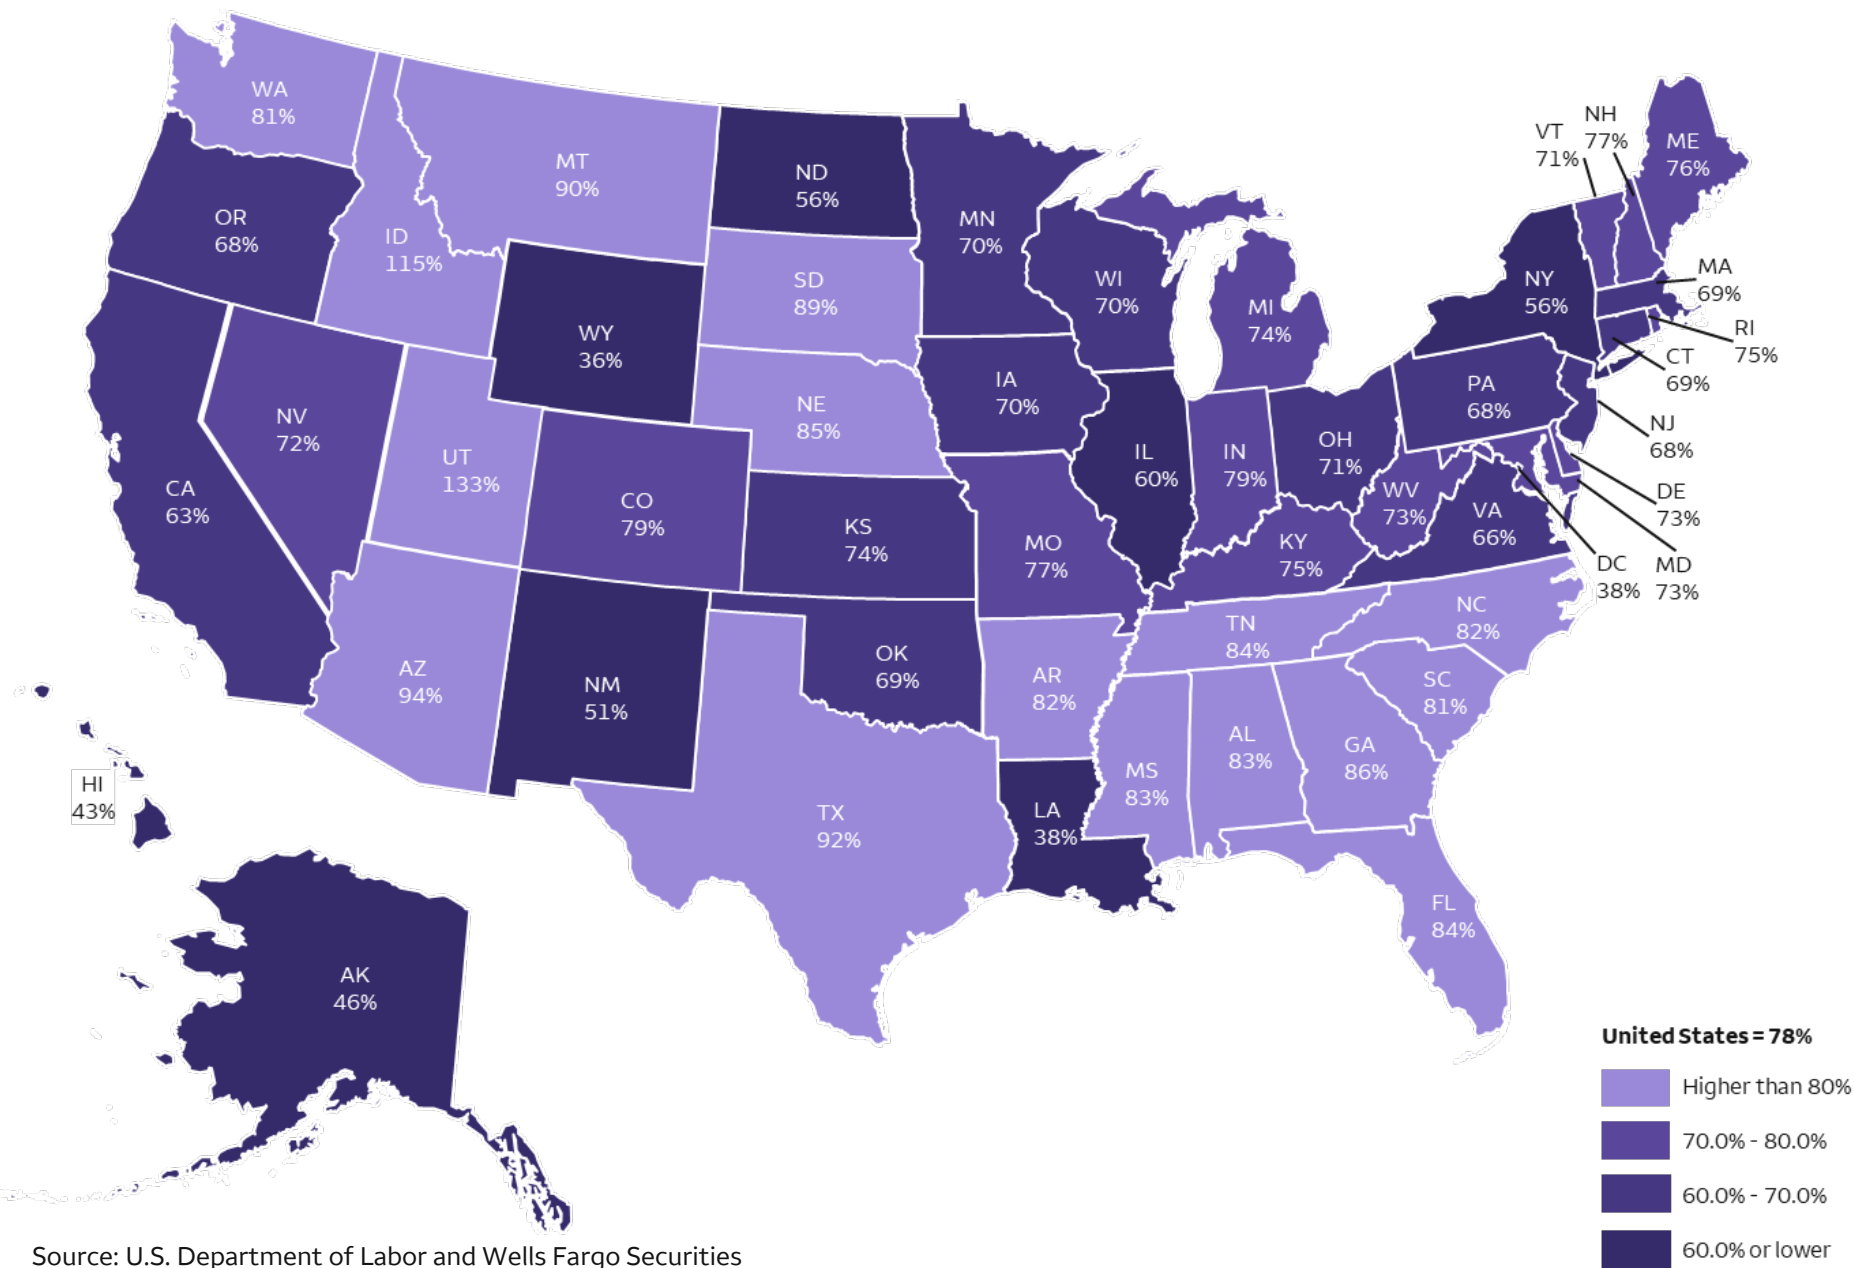 WA
81%
MT
90%
ND
56%
MN
70%
VT
71%
NH
77%
ME
76%
OR
68%
ID
115%
SD
89%
WI
70%
MI
74%
NY
56%
MA
69%
RI
75%
CT
69%
WY
36%
NE
85%
IA
70%
PA
68%
NJ
68%
NV
72%
UT
133%
CO
79%
KS
74%
MO
77%
IL
60%
IN
79%
OH
71%
WV
73%
VA
66%
DE
73%
DC
38%
MD
73%
CA
63%
KY
75%
AZ
94%
NM
51%
OK
69%
AR
82%
TN
84%
NC
82%
SC
81%
HI
43%
TX
92%
LA
38%
MS
83%
AL
83%
GA
86%
FL
84%
AK
46%
United States = 78%
Higher than 80%
70.0% - 80.0%
60.0% - 70.0%
60.0% or lower
Source: U.S. Department of Labor and Wells Fargo Securities